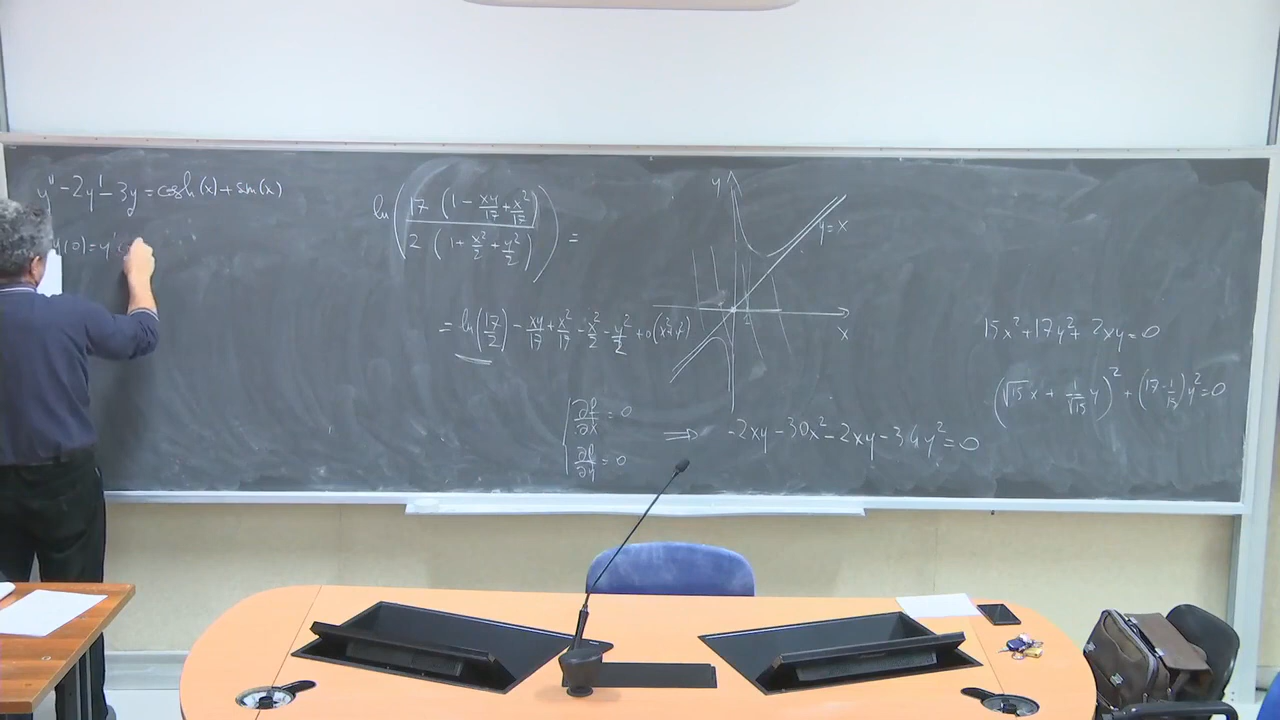 y'' - 2y' - 3y = cosh(x) + sin(x)
y(0) = y'
ln( 17 (1 - xy/17 + x²/17) / 2 (1 + x²/2 + y²/2) ) =
= ln(17/2) - xy/17 + x²/17 - x²/2 - y²/2 + o(x²+y²)
y
y = x
1
x
∂f/∂x = 0
∂f/∂y = 0
⇒ -2xy - 30x² - 2xy - 34y² = 0
15x² + 17y² + 2xy = 0
(√15 x + 1/√15 y)² + (17 - 1/15)y² = 0